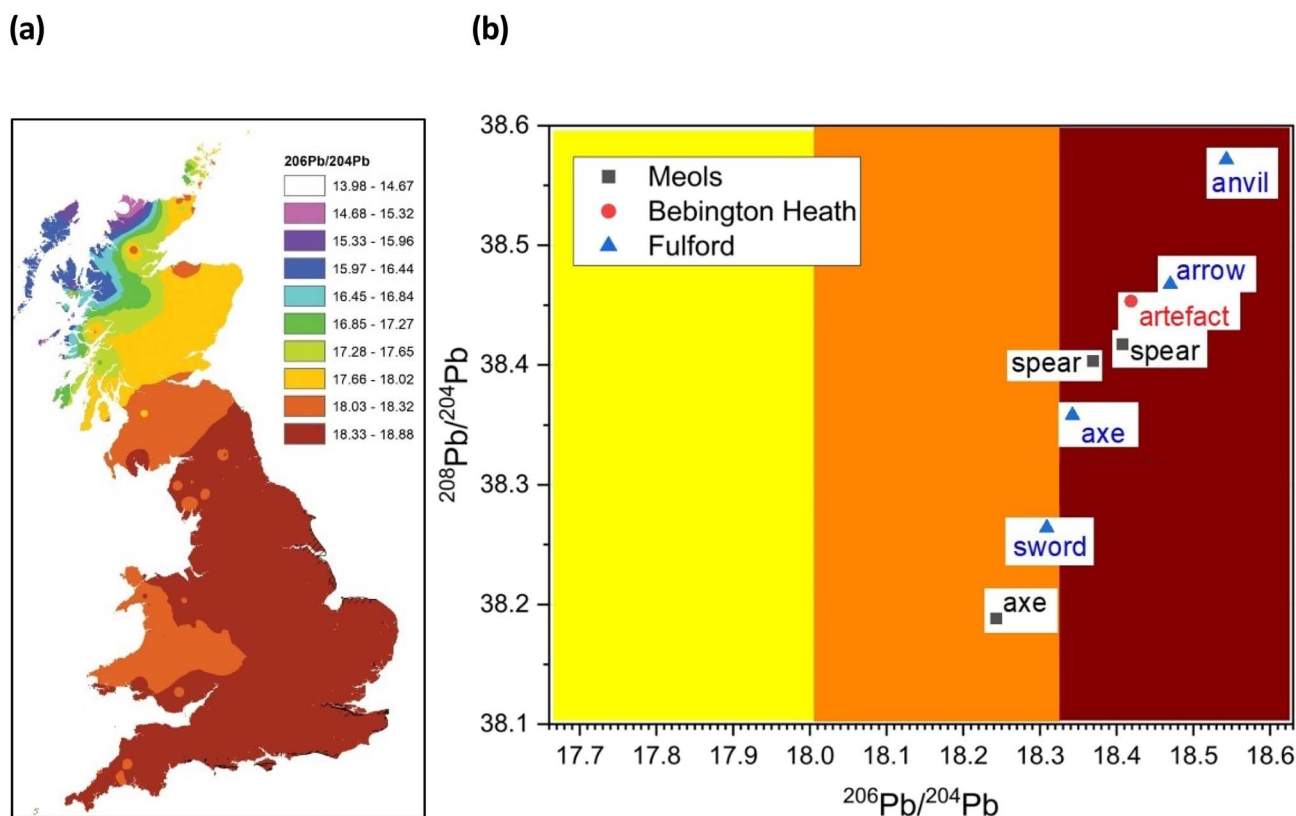 (a)
(b)
206Pb/204Pb
13.98 - 14.67
14.68 - 15.32
15.33 - 15.96
15.97 - 16.44
16.45 - 16.84
16.85 - 17.27
17.28 - 17.65
17.66 - 18.02
18.03 - 18.32
18.33 - 18.88
38.6
38.5
38.4
38.3
38.2
38.1
²⁰⁸Pb/²⁰⁴Pb
Meols
Bebington Heath
Fulford
anvil
arrow
artefact
spear
spear
axe
sword
axe
17.7 17.8 17.9 18.0 18.1 18.2 18.3 18.4 18.5 18.6
²⁰⁶Pb/²⁰⁴Pb